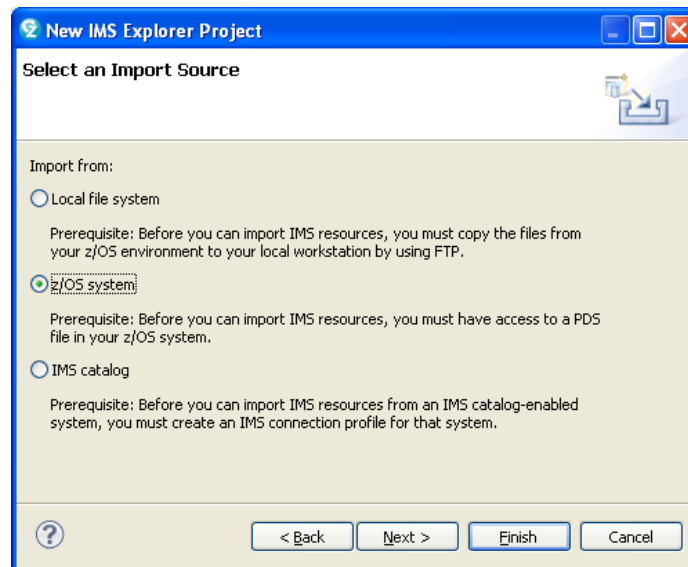 New IMS Explorer Project
Select an Import Source
Import from:
Local file system
Prerequisite: Before you can import IMS resources, you must copy the files from
your z/OS environment to your local workstation by using FTP.
z/OS system
Prerequisite: Before you can import IMS resources, you must have access to a PDS
file in your z/OS system.
IMS catalog
Prerequisite: Before you can import IMS resources from an IMS catalog-enabled
system, you must create an IMS connection profile for that system.
? < Back Next > Finish Cancel